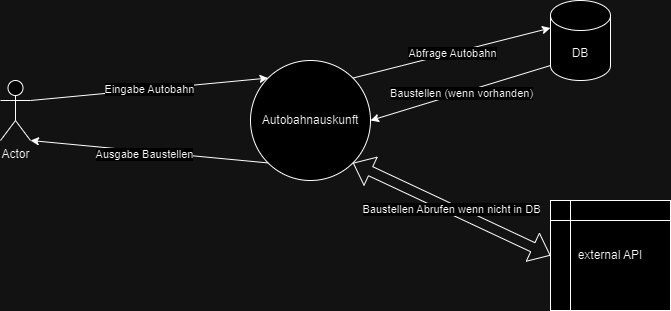 Abfrage Autobahn
DB
Eingabe Autobahn
Baustellen (wenn vorhanden)
Autobahnauskunft
Actor
Ausgabe Baustellen
Baustellen Abrufen wenn nicht in DB
external API